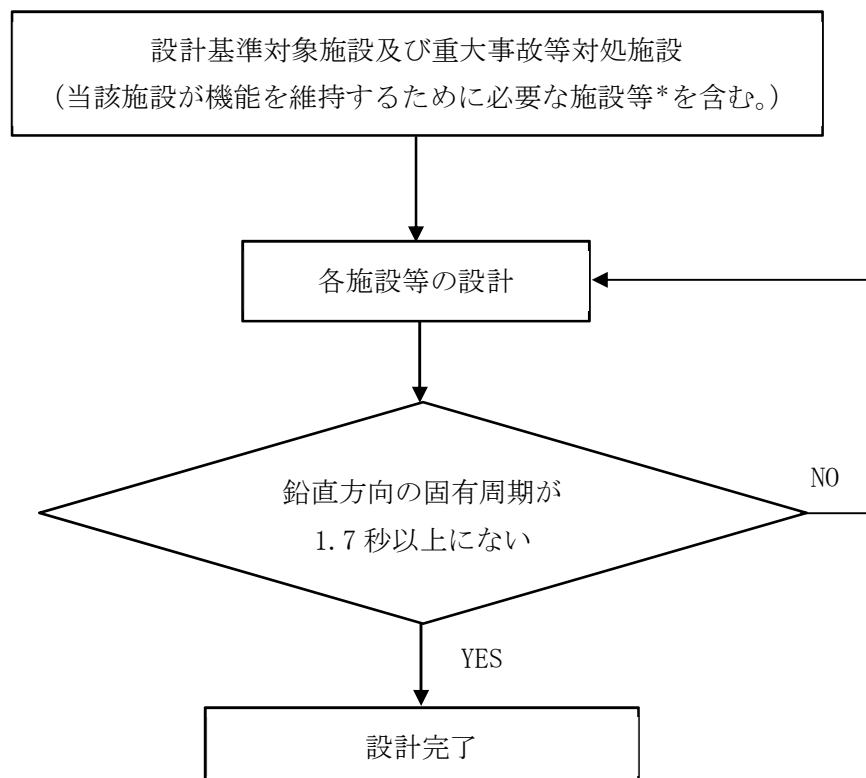 設計基準対象施設及び重大事故等対処施設
（当該施設が機能を維持するために必要な施設等*を含む。）
各施設等の設計
鉛直方向の固有周期が
1.7 秒以上にない
NO
YES
設計完了